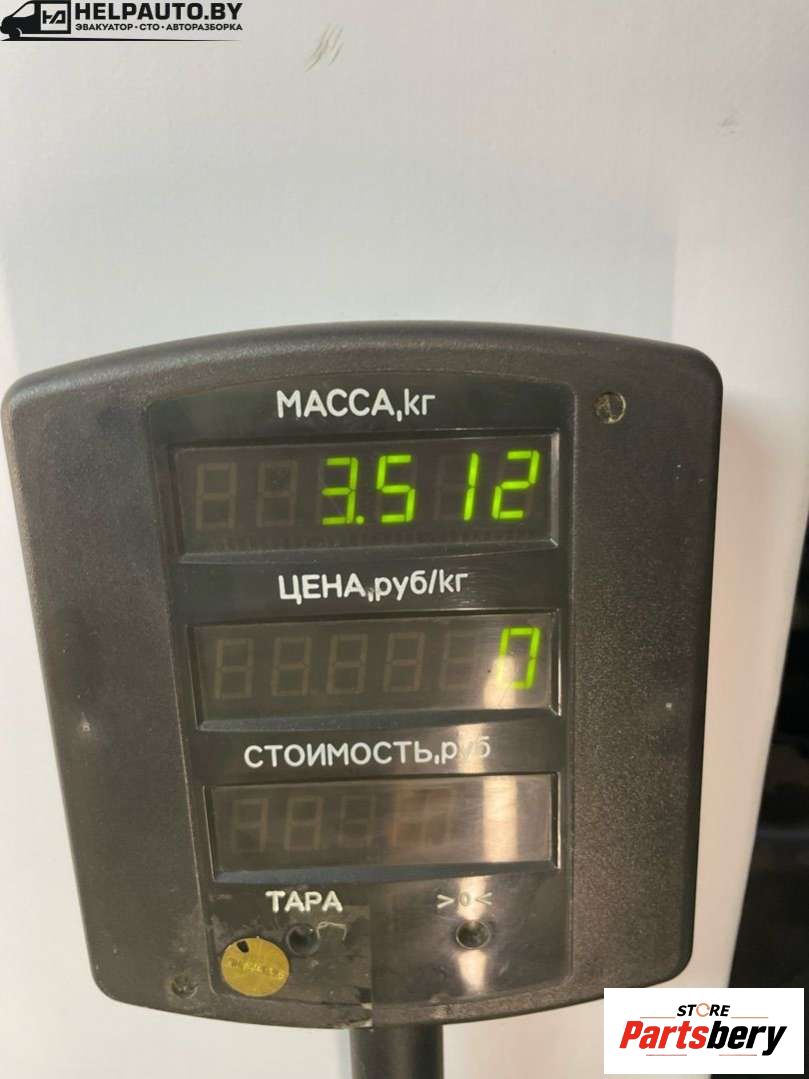 HELPAUTO.BY
ЭВАКУАТОР•СТО•АВТОРАЗБОРКА
МАССА,кг
3.512
ЦЕНА,руб/кг
0
СТОИМОСТЬ,руб
ТАРА >0<
STORE
Partsbery